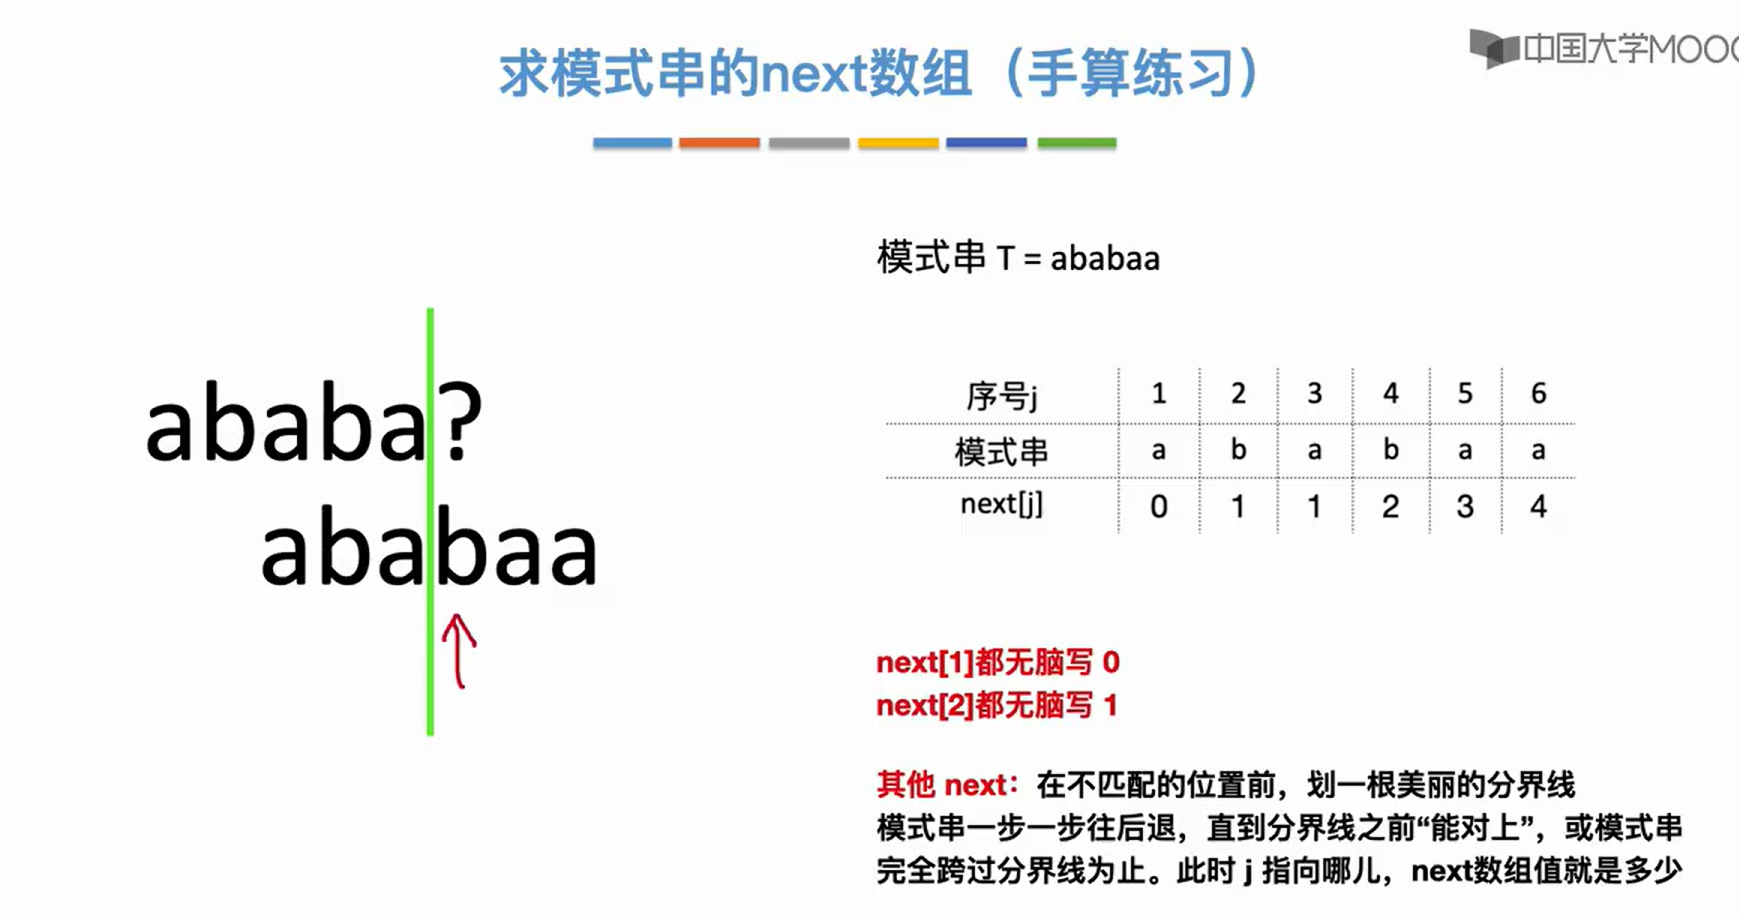 求模式串的next数组（手算练习）
中国大学MOOC
模式串 T = ababaa
ababa?
ababaa
序号j 1 2 3 4 5 6
模式串 a b a b a a
next[j] 0 1 1 2 3 4
next[1]都无脑写 0
next[2]都无脑写 1
其他 next：在不匹配的位置前，划一根美丽的分界线
模式串一步一步往后退，直到分界线之前“能对上”，或模式串
完全跨过分界线为止。此时 j 指向哪儿，next数组值就是多少